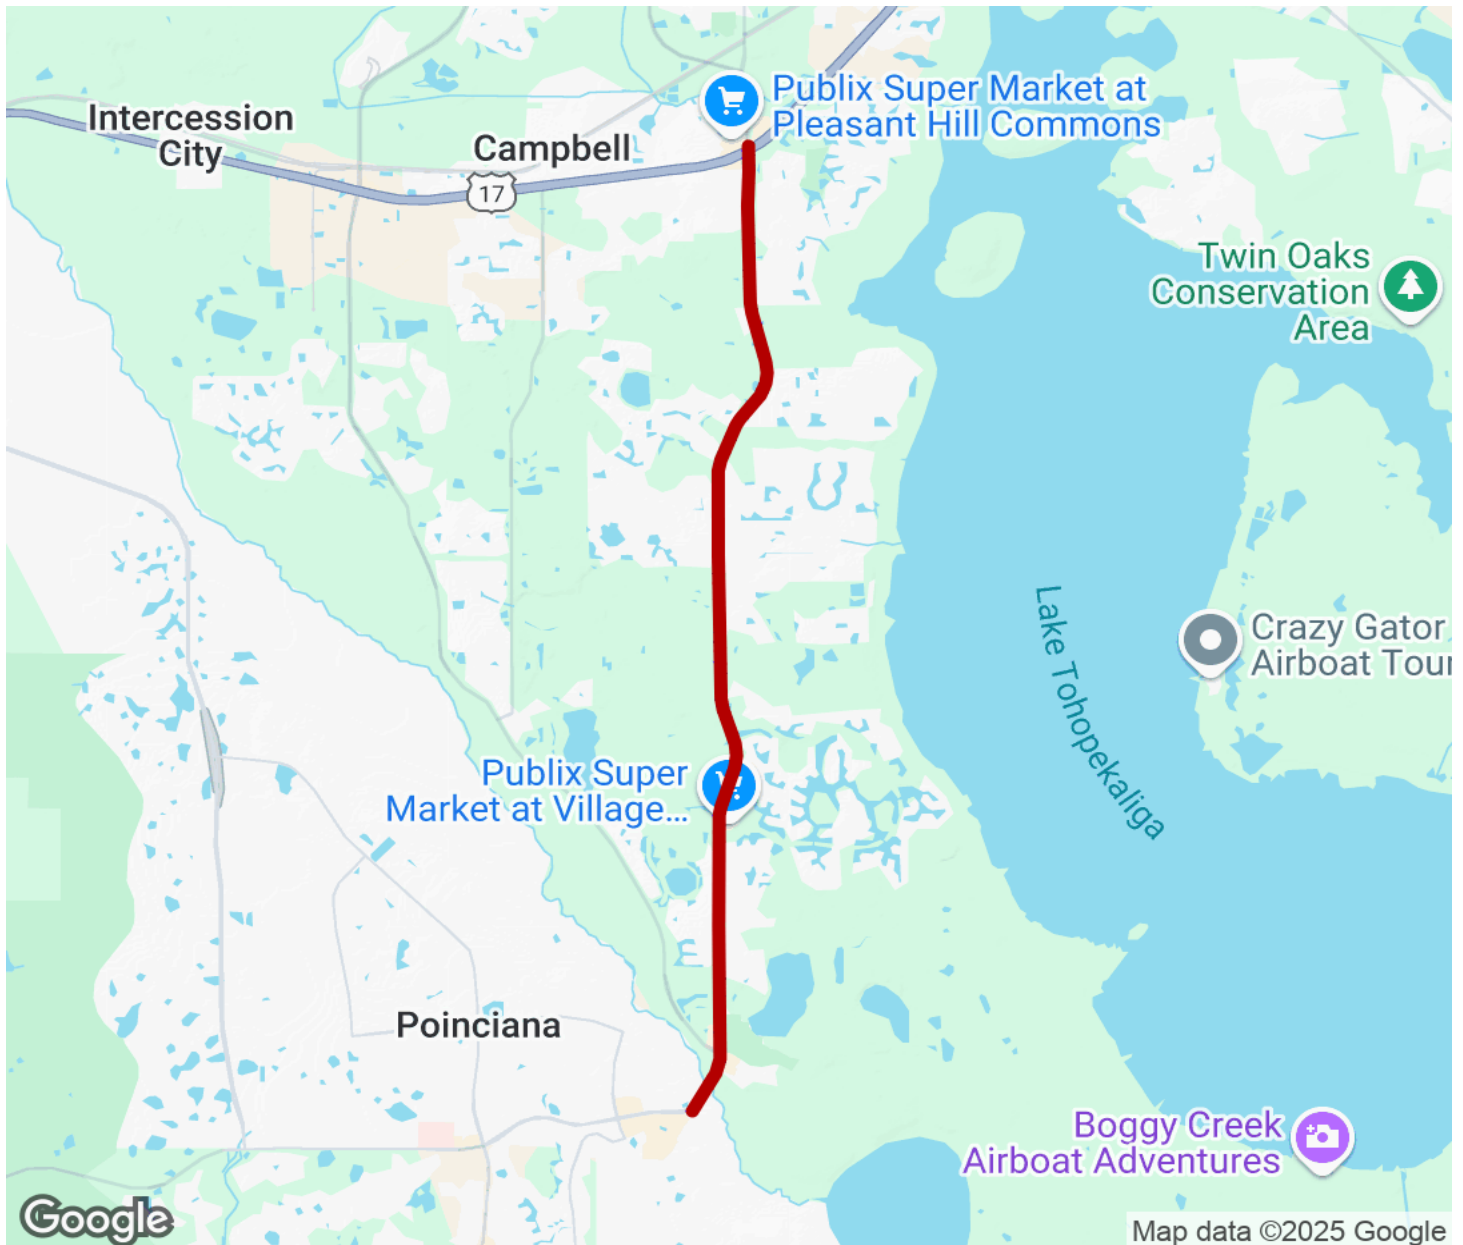 Publix Super Market at
Pleasant Hill Commons
Intercession
City
Campbell
17
Twin Oaks
Conservation
Area
Lake Tohopekaliga
Crazy Gator
Airboat Tour
Publix Super
Market at Village...
Poinciana
Boggy Creek
Airboat Adventures
Google
Map data ©2025 Google